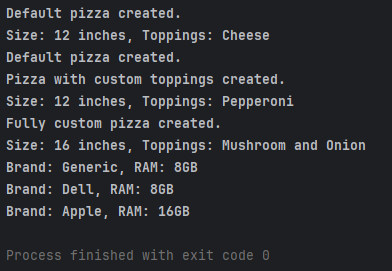 Default pizza created.
Size: 12 inches, Toppings: Cheese
Default pizza created.
Pizza with custom toppings created.
Size: 12 inches, Toppings: Pepperoni
Fully custom pizza created.
Size: 16 inches, Toppings: Mushroom and Onion
Brand: Generic, RAM: 8GB
Brand: Dell, RAM: 8GB
Brand: Apple, RAM: 16GB
Process finished with exit code 0